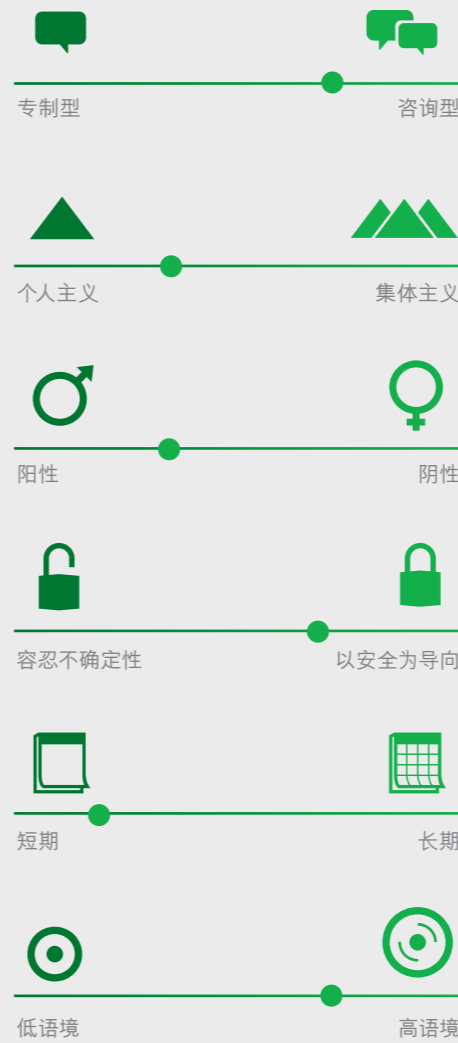 专制型 咨询型
个人主义 集体主义
阳性 阴性
容忍不确定性 以安全为导向
短期 长期
低语境 高语境